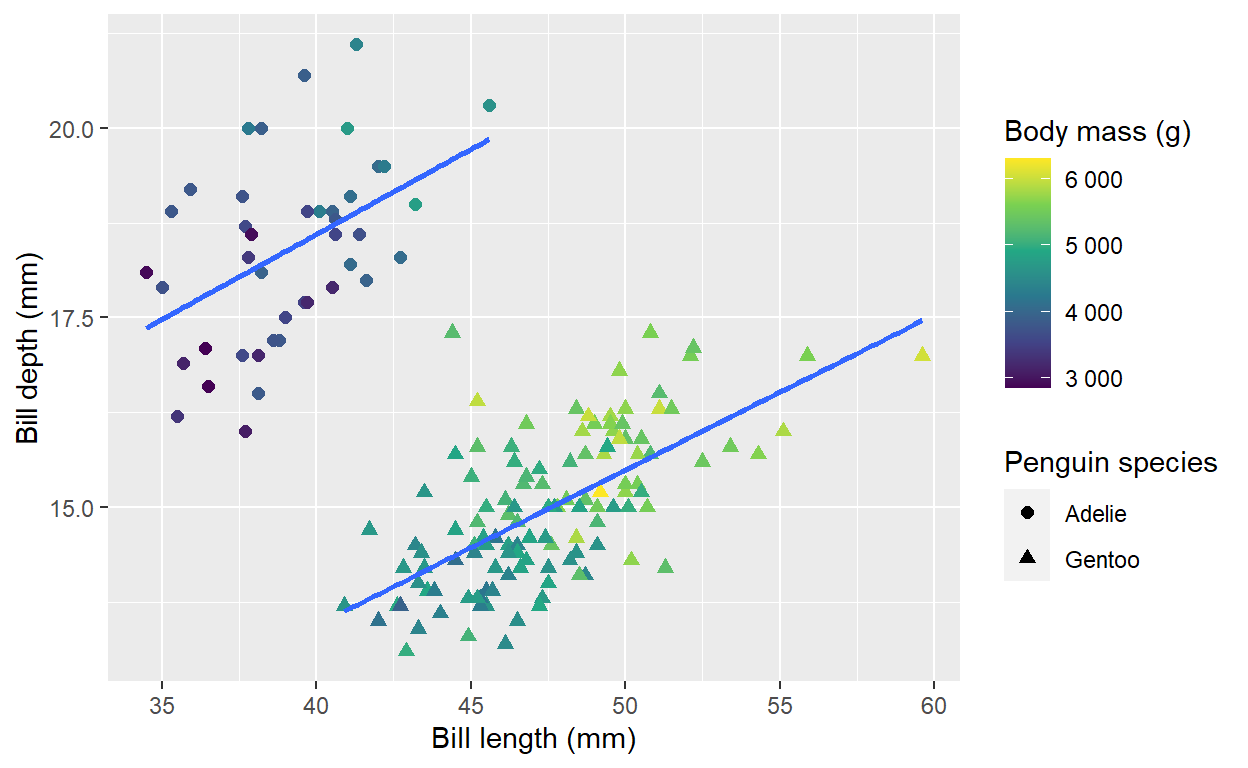 20.0
17.5
15.0
Bill depth (mm)
35 40 45 50 55 60
Bill length (mm)
Body mass (g)
6 000
5 000
4 000
3 000
Penguin species
Adelie
Gentoo